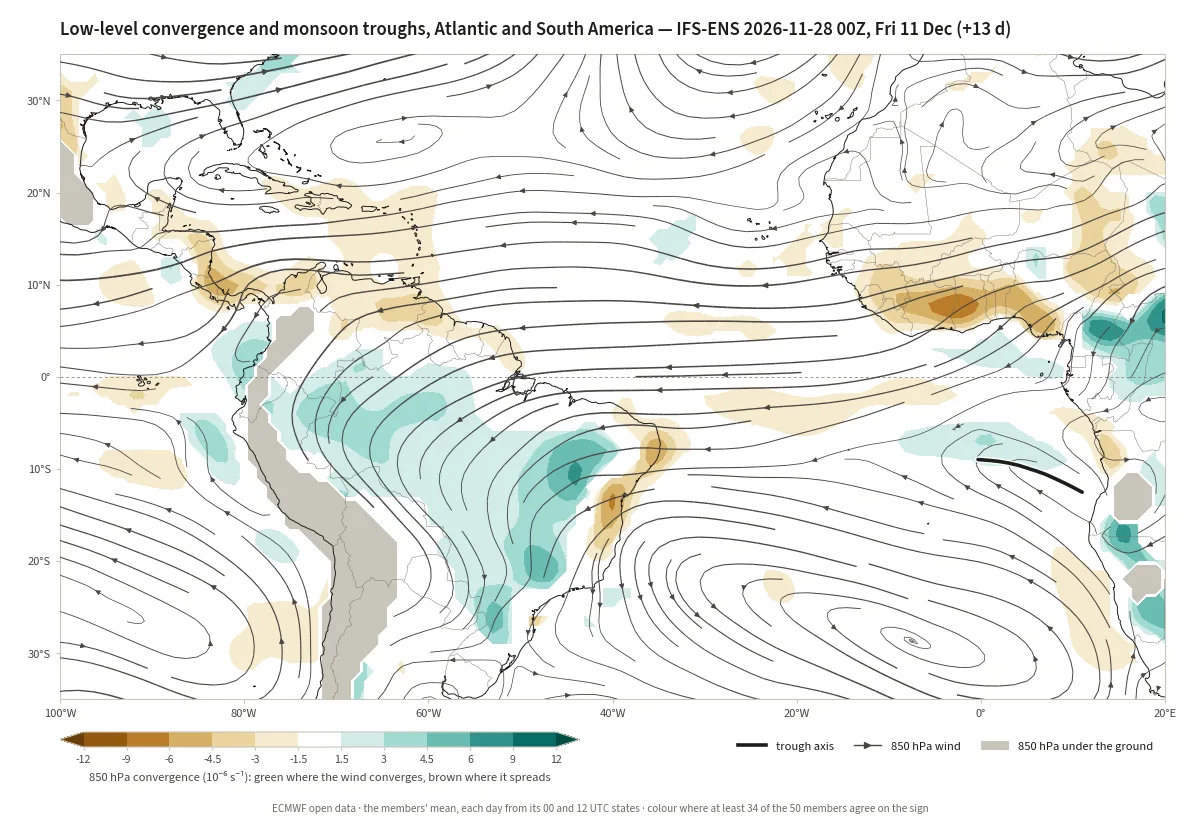 Low-level convergence and monsoon troughs, Atlantic and South America — IFS-ENS 2026-11-28 00Z, Fri 11 Dec (+13 d)
30°N
20°N
10°N
0°
10°S
20°S
30°S
100°W 80°W 60°W 40°W 20°W 0° 20°E
-12 -9 -6 -4.5 -3 -1.5 1.5 3 4.5 6 9 12
850 hPa convergence (10⁻⁶ s⁻¹): green where the wind converges, brown where it spreads
trough axis 850 hPa wind 850 hPa under the ground
ECMWF open data · the members' mean, each day from its 00 and 12 UTC states · colour where at least 34 of the 50 members agree on the sign